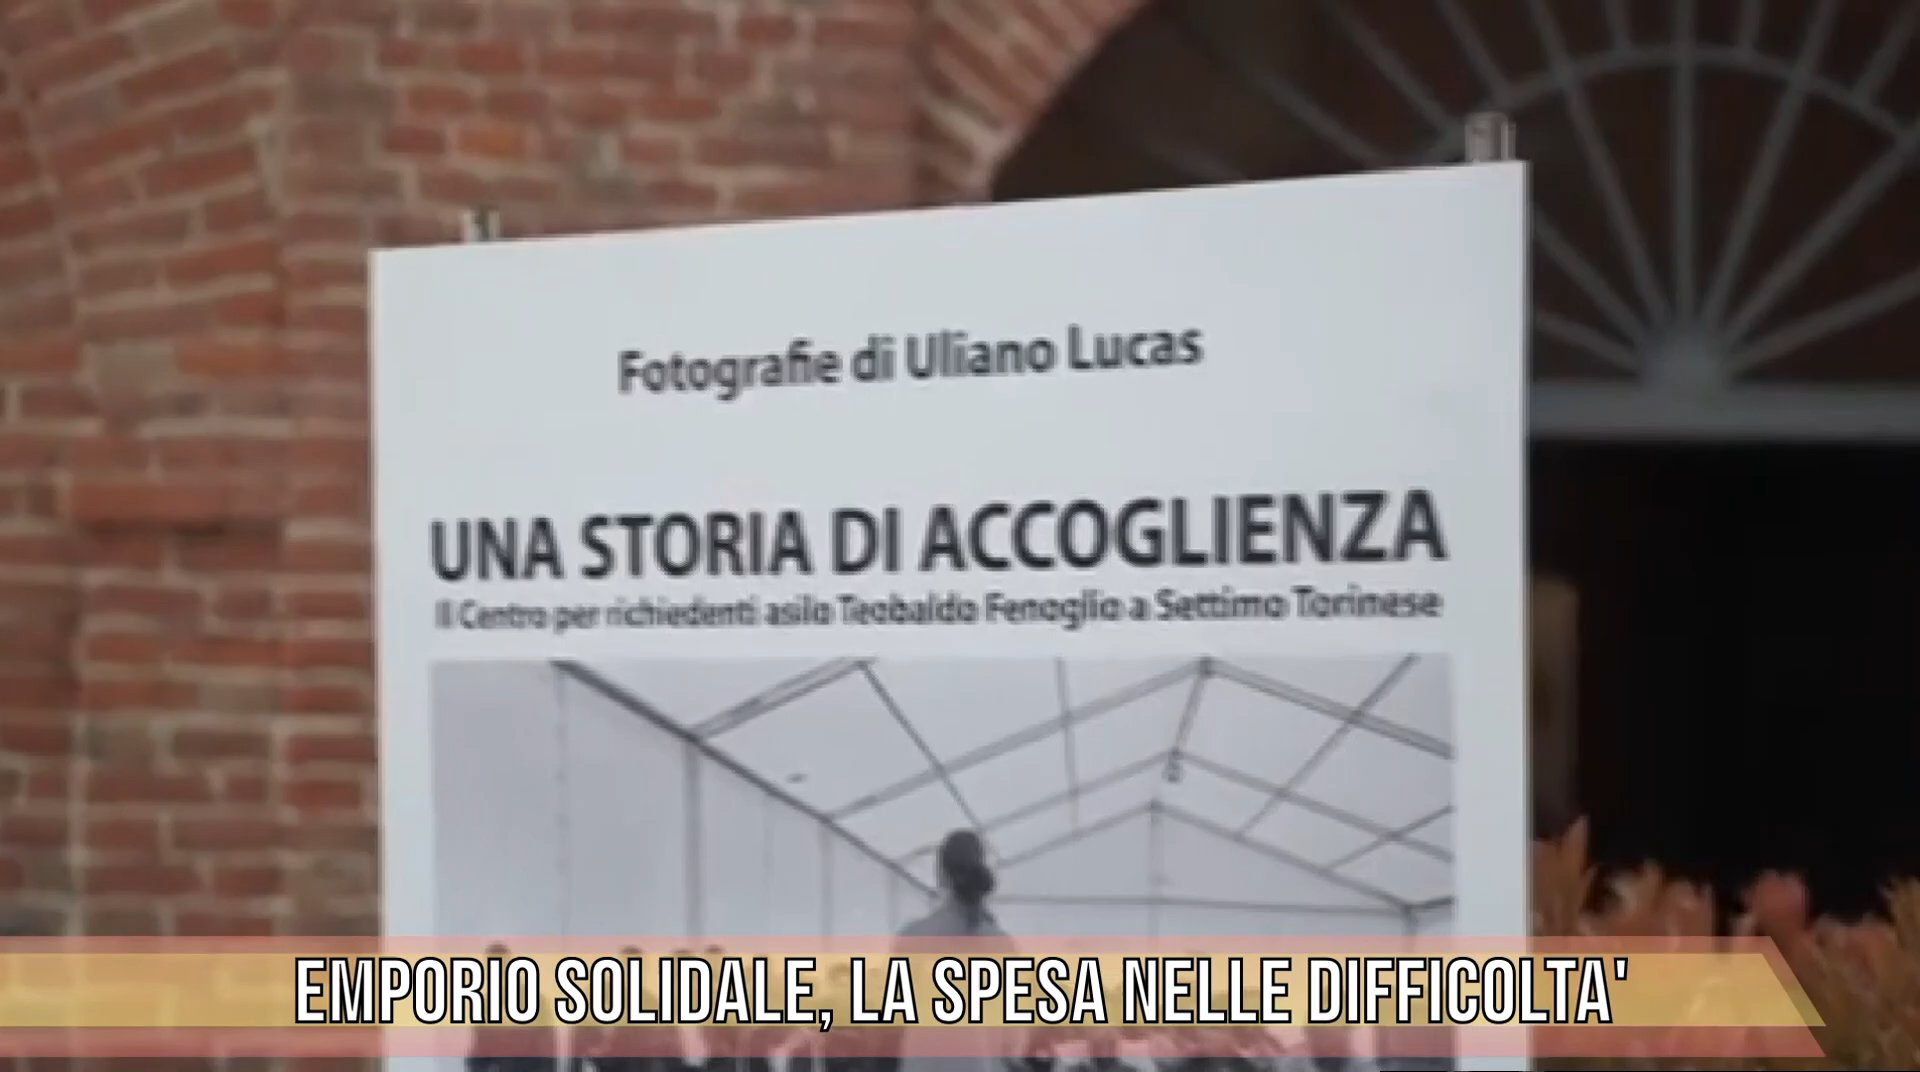 Fotografie di Uliano Lucas
UNA STORIA DI ACCOGLIENZA
Il Centro per richiedenti asilo Teobaldo Fenoglio a Settimo Torinese
EMPORIO SOLIDALE, LA SPESA NELLE DIFFICOLTA'